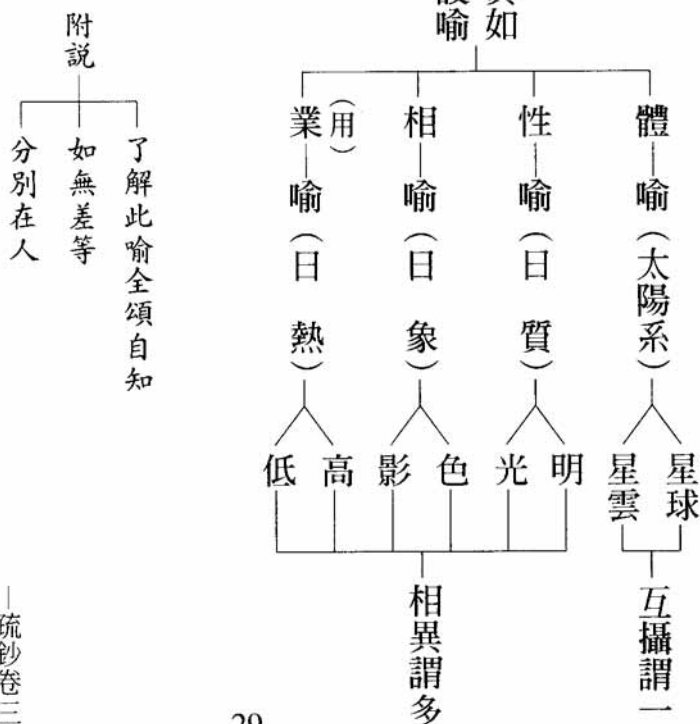 如
喻
體喻（太陽系）
星球
星雲
互攝謂一
性喻（日質）
明
光
相喻（日象）
色
影
業（用）喻（日熱）
高
低
相異謂多
附説
了解此喻全頌自知
如無差等
分別在人
—疏鈔卷三
29